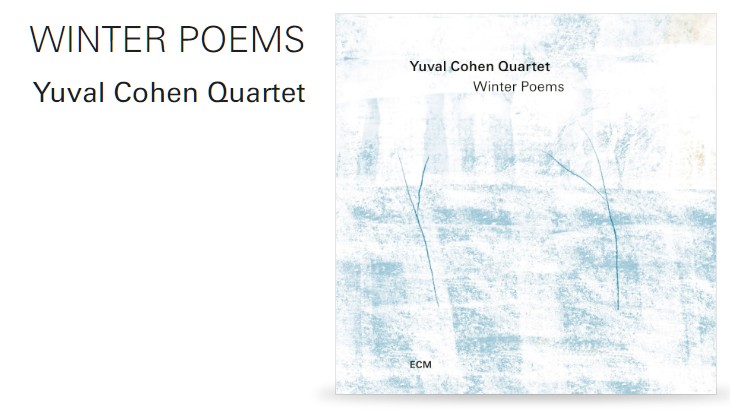 WINTER POEMS
Yuval Cohen Quartet
Yuval Cohen Quartet
Winter Poems
ECM